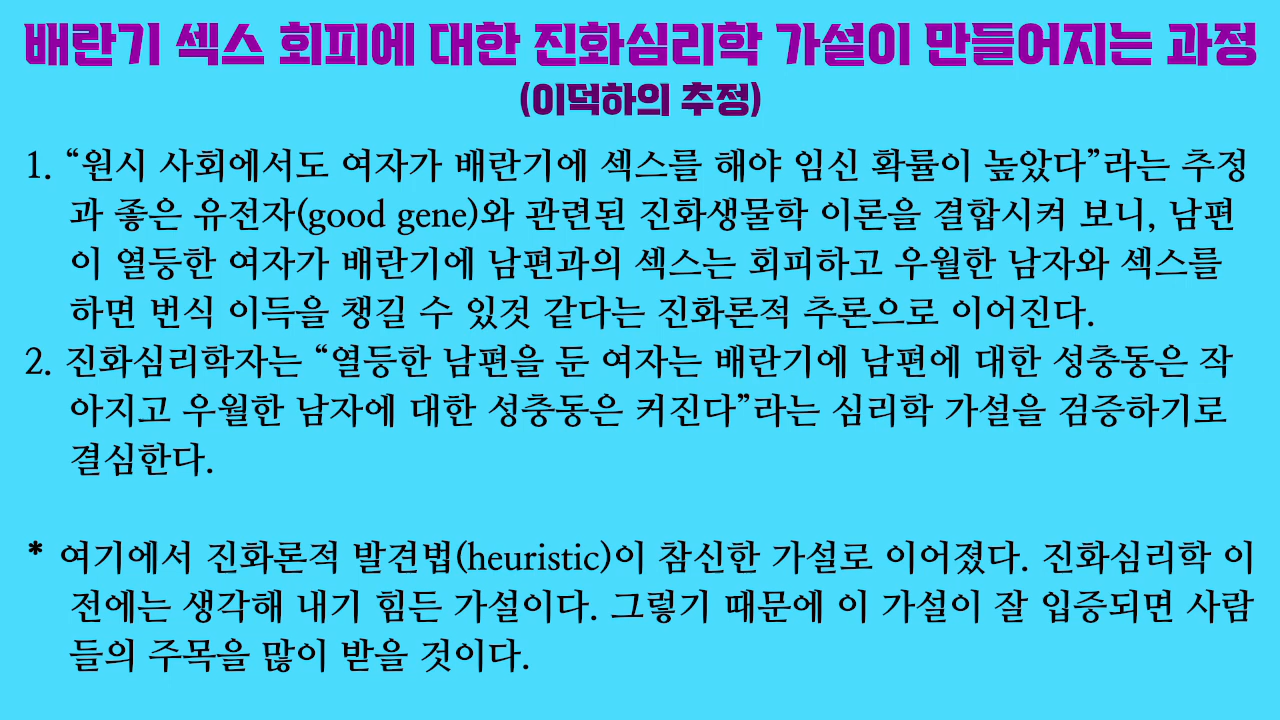 배란기 섹스 회피에 대한 진화심리학 가설이 만들어지는 과정
(이덕하의 추정)
1. “원시 사회에서도 여자가 배란기에 섹스를 해야 임신 확률이 높았다”라는 추정
과 좋은 유전자(good gene)와 관련된 진화생물학 이론을 결합시켜 보니, 남편
이 열등한 여자가 배란기에 남편과의 섹스는 회피하고 우월한 남자와 섹스를
하면 번식 이득을 챙길 수 있것 같다는 진화론적 추론으로 이어진다.
2. 진화심리학자는 “열등한 남편을 둔 여자는 배란기에 남편에 대한 성충동은 작
아지고 우월한 남자에 대한 성충동은 커진다”라는 심리학 가설을 검증하기로
결심한다.
* 여기에서 진화론적 발견법(heuristic)이 참신한 가설로 이어졌다. 진화심리학 이
전에는 생각해 내기 힘든 가설이다. 그렇기 때문에 이 가설이 잘 입증되면 사람
들의 주목을 많이 받을 것이다.